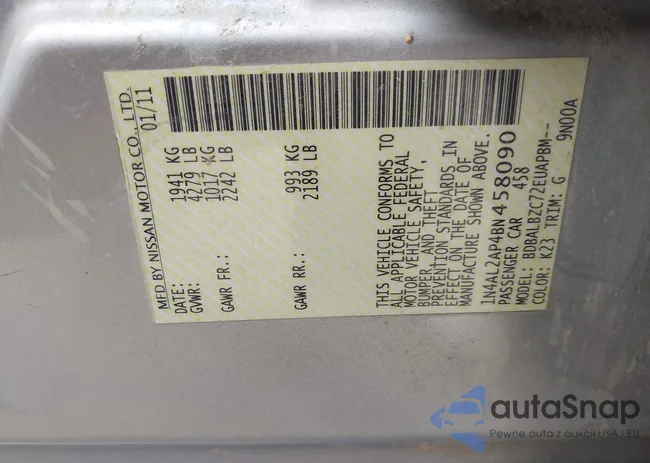 MFD BY NISSAN MOTOR CO., LTD.
DATE: 01/11
GVWR: 1941 KG
4279 LB
GAWR FR.: 1017 KG
2242 LB
GAWR RR.: 993 KG
2189 LB
THIS VEHICLE CONFORMS TO
ALL APPLICABLE FEDERAL
MOTOR VEHICLE SAFETY,
BUMPER, AND THEFT
PREVENTION STANDARDS IN
EFFECT ON THE DATE OF
MANUFACTURE SHOWN ABOVE.
1N4AL2AP4BN458090
PASSENGER CAR 458
MODEL: BDBALBZC72EUAPBM--
COLOR: K23 TRIM: G 9N00A
autoSnap
Pewne auta z aukcji USA i EU